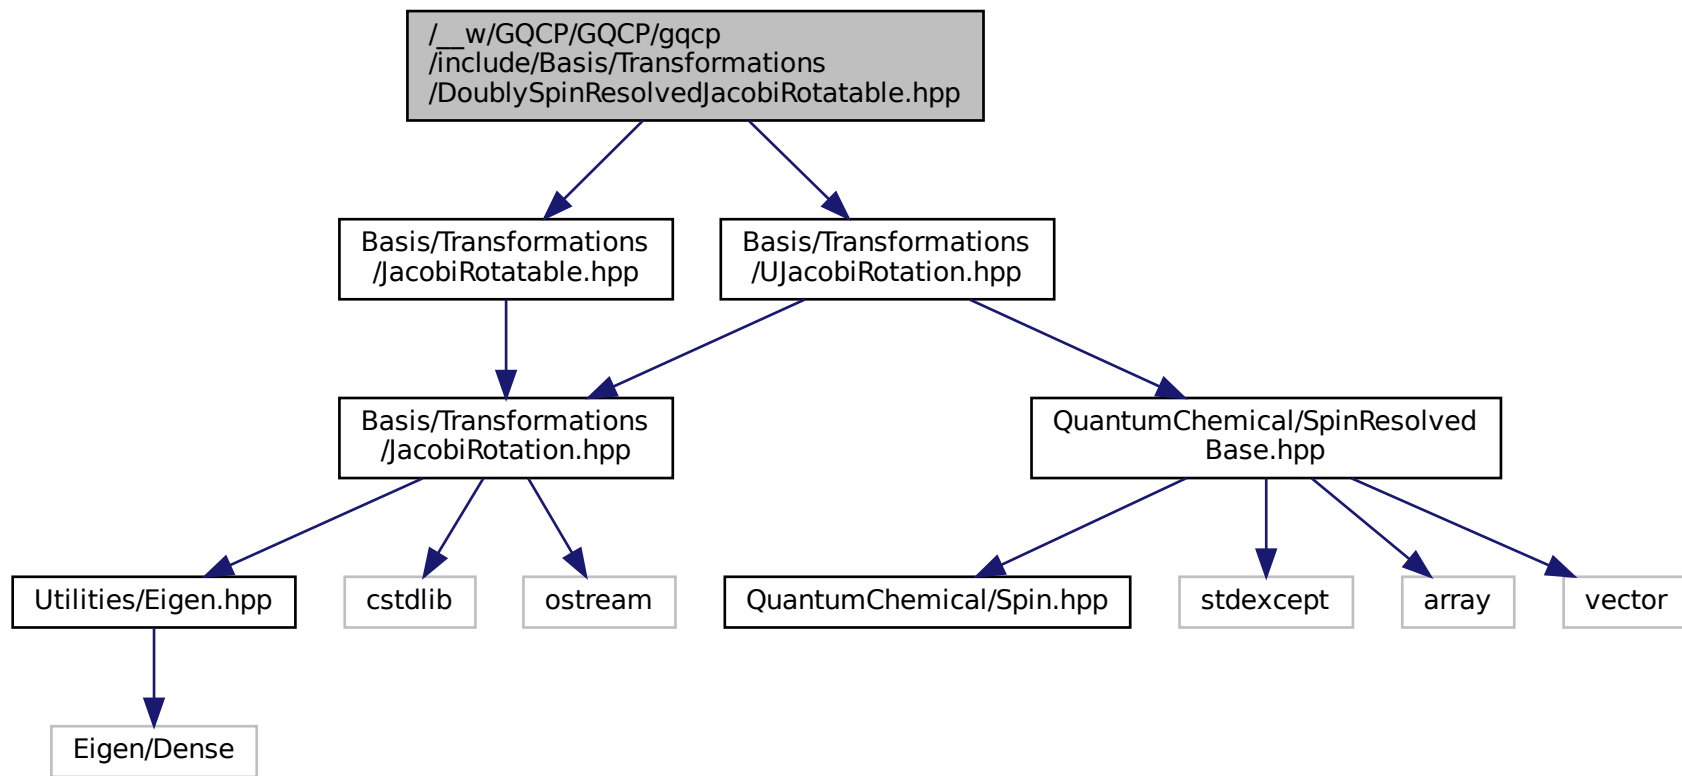 /__w/GQCP/GQCP/gqcp
/include/Basis/Transformations
/DoublySpinResolvedJacobiRotatable.hpp
Basis/Transformations
/JacobiRotatable.hpp
Basis/Transformations
/UJacobiRotation.hpp
Basis/Transformations
/JacobiRotation.hpp
QuantumChemical/SpinResolved
Base.hpp
Utilities/Eigen.hpp
cstdlib
ostream
QuantumChemical/Spin.hpp
stdexcept
array
vector
Eigen/Dense